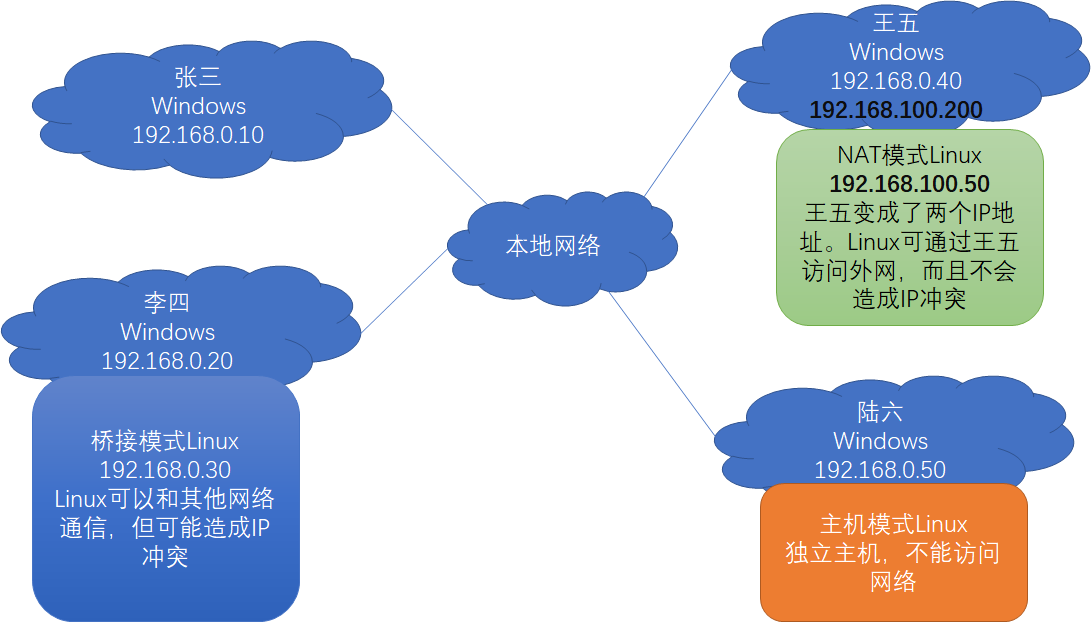 张三
Windows
192.168.0.10
王五
Windows
192.168.0.40
192.168.100.200
NAT模式Linux
192.168.100.50
王五变成了两个IP地
址。Linux可通过王五
访问外网，而且不会
造成IP冲突
本地网络
李四
Windows
192.168.0.20
桥接模式Linux
192.168.0.30
Linux可以和其他网络
通信，但可能造成IP
冲突
陆六
Windows
192.168.0.50
主机模式Linux
独立主机，不能访问
网络